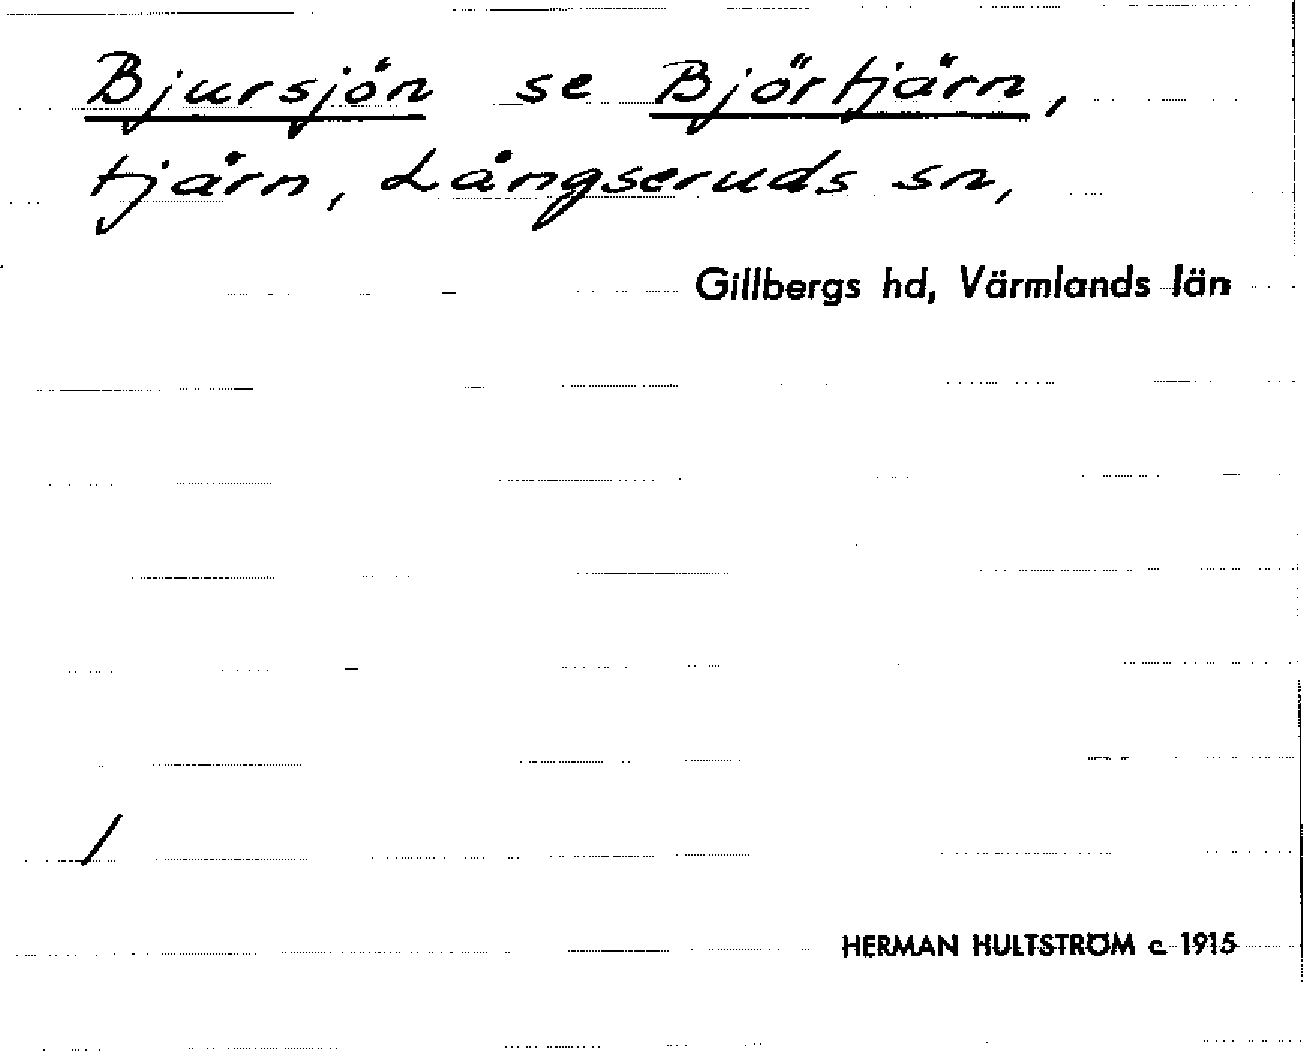 Bjursjön se Björtjärn,
tjärn, Långseruds sn,
Gillbergs hd, Värmlands län
/
HERMAN HULTSTRÖM c. 1915